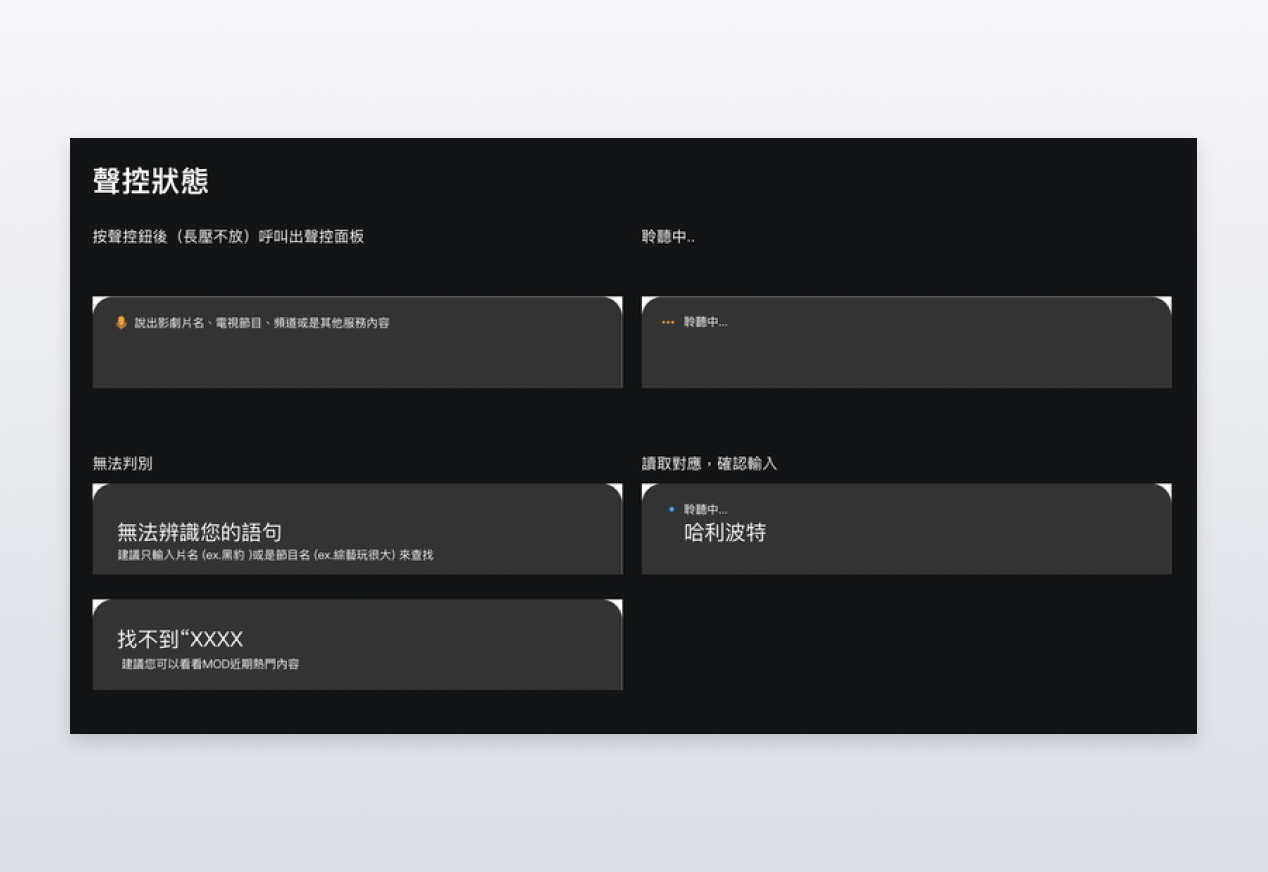 聲控狀態
按聲控鈕後（長壓不放）呼叫出聲控面板
聆聽中..
說出影劇片名、電視節目、頻道或是其他服務內容
聆聽中...
無法判別
讀取對應，確認輸入
無法辨識您的語句
建議只輸入片名 (ex.黑豹 )或是節目名 (ex.綜藝玩很大) 來查找
聆聽中...
哈利波特
找不到“XXXX
建議您可以看看MOD近期熱門內容